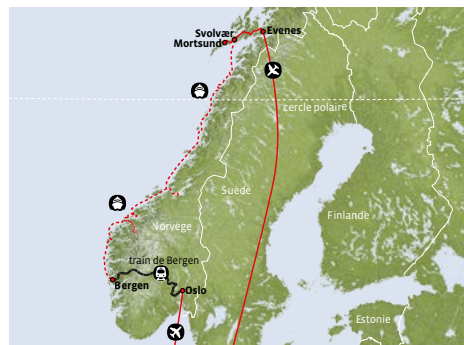 Svolvær
Evenes
Mortsund
cercle polaire
Suède
Finlande
Norvège
train de Bergen
Bergen
Oslo
Estonie